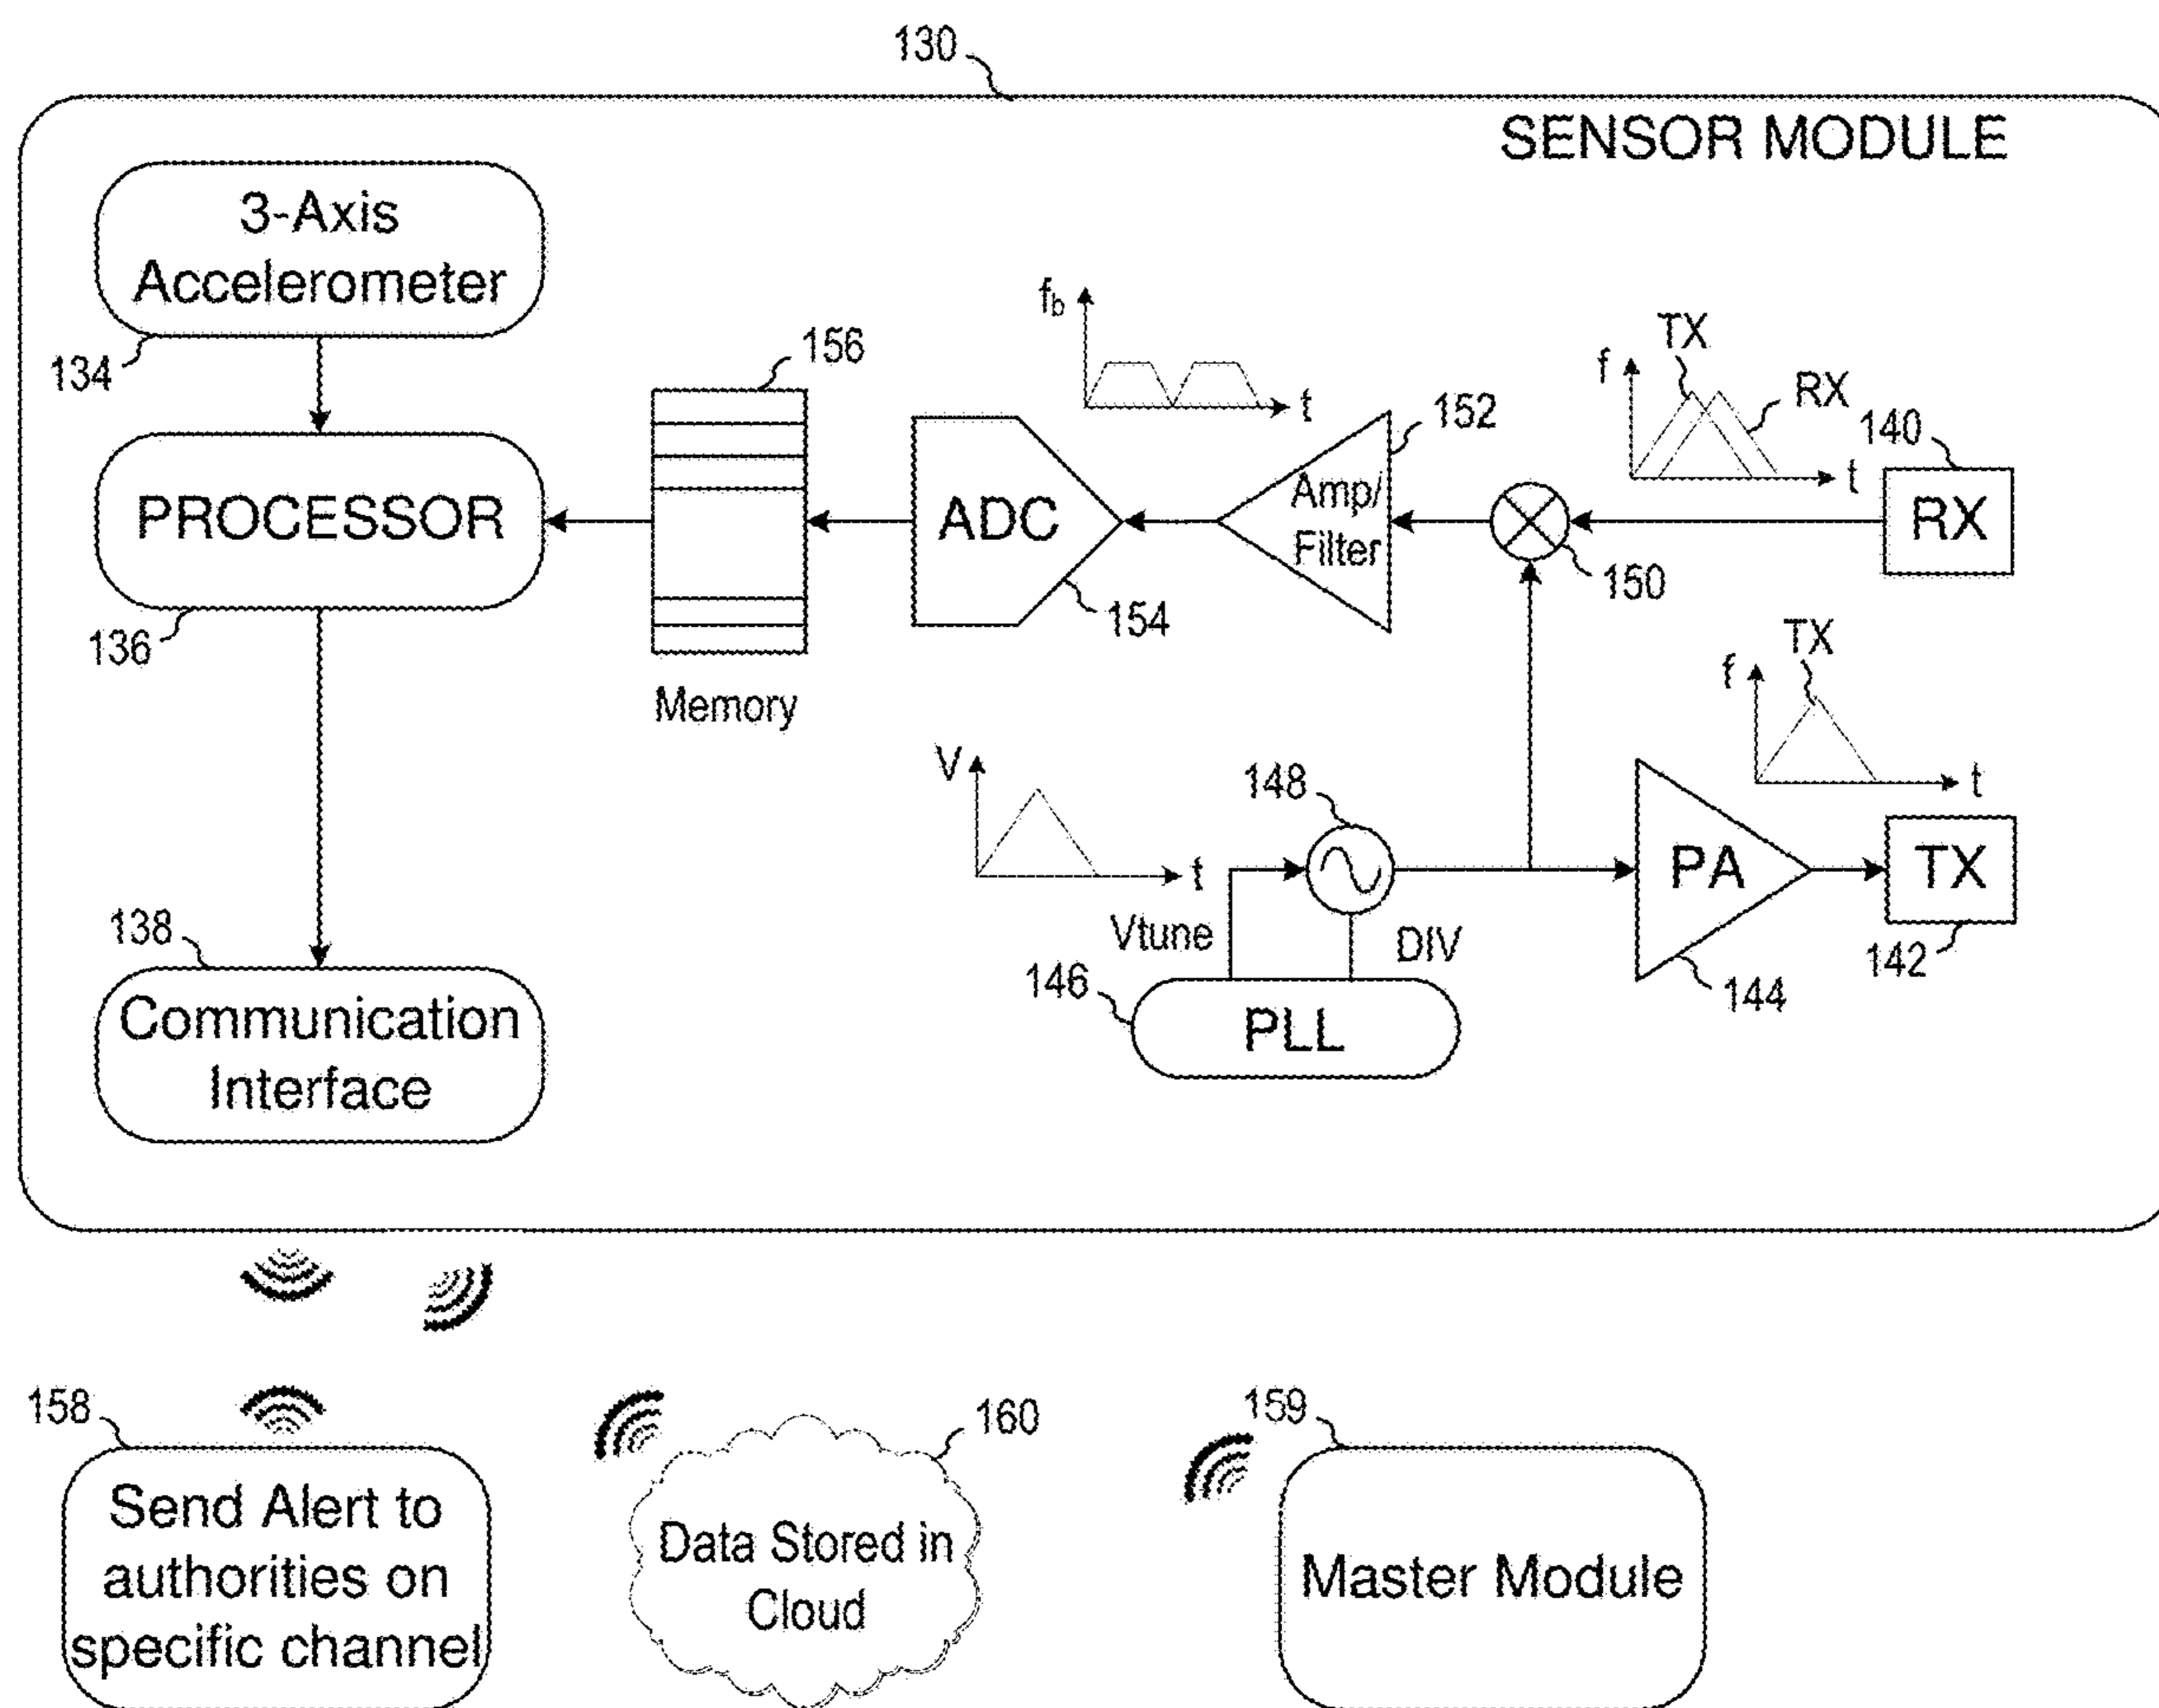 130
SENSOR MODULE
3-Axis
Accelerometer
134
PROCESSOR
136
138
Communication
Interface
156
Memory
fb
t
ADC
154
152
Amp/
Filter
150
f
TX
RX
t
140
RX
V
t
148
Vtune
DIV
146
PLL
f
TX
t
PA
144
TX
142
158
Send Alert to
authorities on
specific channel
160
Data Stored in
Cloud
159
Master Module